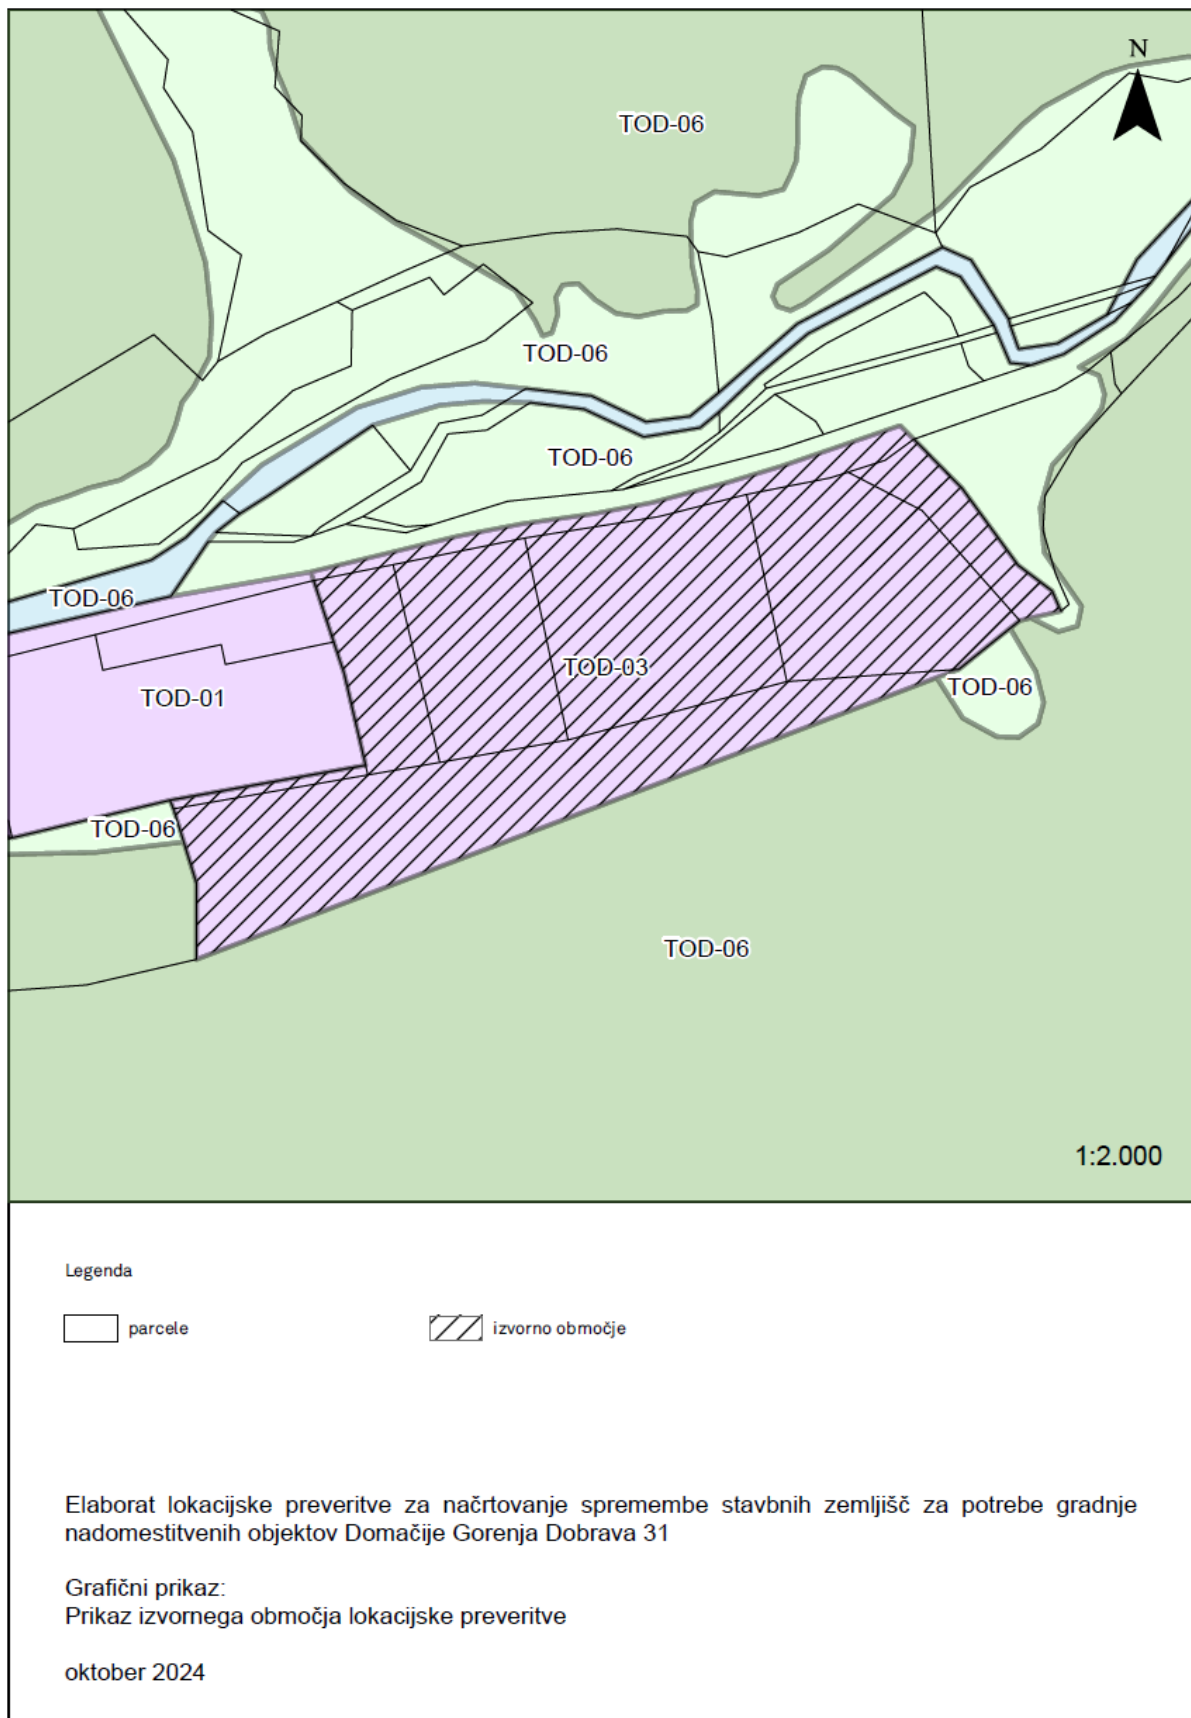 N
TOD-06
TOD-06
TOD-06
TOD-06
TOD-03
TOD-06
TOD-01
TOD-06
TOD-06
1:2.000
Legenda
parcele
izvorno območje
Elaborat lokacijske preveritve za načrtovanje spremembe stavbnih zemljišč za potrebe gradnje
nadomestitvenih objektov Domačije Gorenja Dobrava 31
Grafični prikaz:
Prikaz izvornega območja lokacijske preveritve
oktober 2024